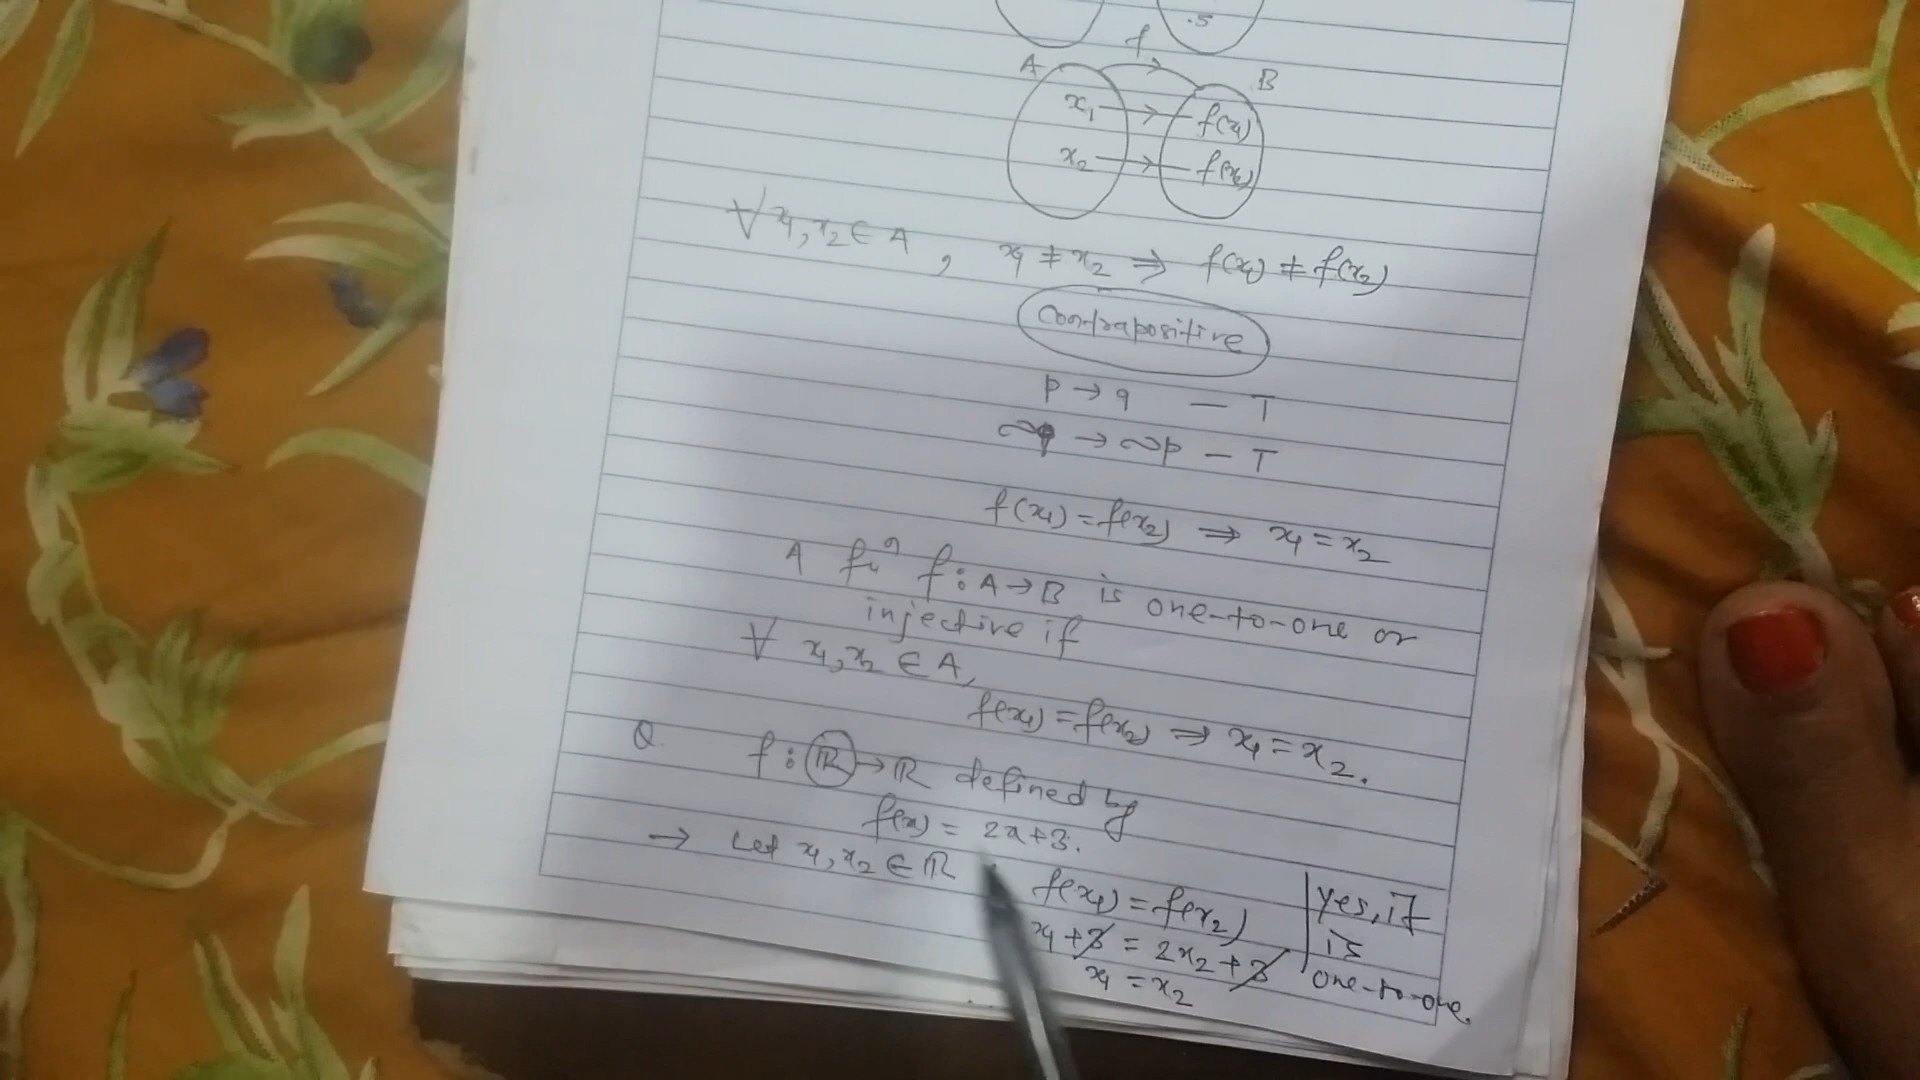 .5
f
A B
x₁ → f(x₁)
x₂ → f(x₂)
∀ x₁, x₂ ∈ A , x₁ ≠ x₂ ⇒ f(x₁) ≠ f(x₂)
Contrapositive
p → q — T
~q → ~p — T
f(x₁) = f(x₂) ⇒ x₁ = x₂
A fⁿ f : A → B is one-to-one or
injective if
∀ x₁, x₂ ∈ A,
f(x₁) = f(x₂) ⇒ x₁ = x₂.
Q f : ℝ → ℝ defined by
f(x) = 2x+3.
→ Let x₁, x₂ ∈ ℝ
f(x₁) = f(x₂)
x₁ + 3 = 2x₂ + 3
x₁ = x₂
Yes, it
is
one-to-one.